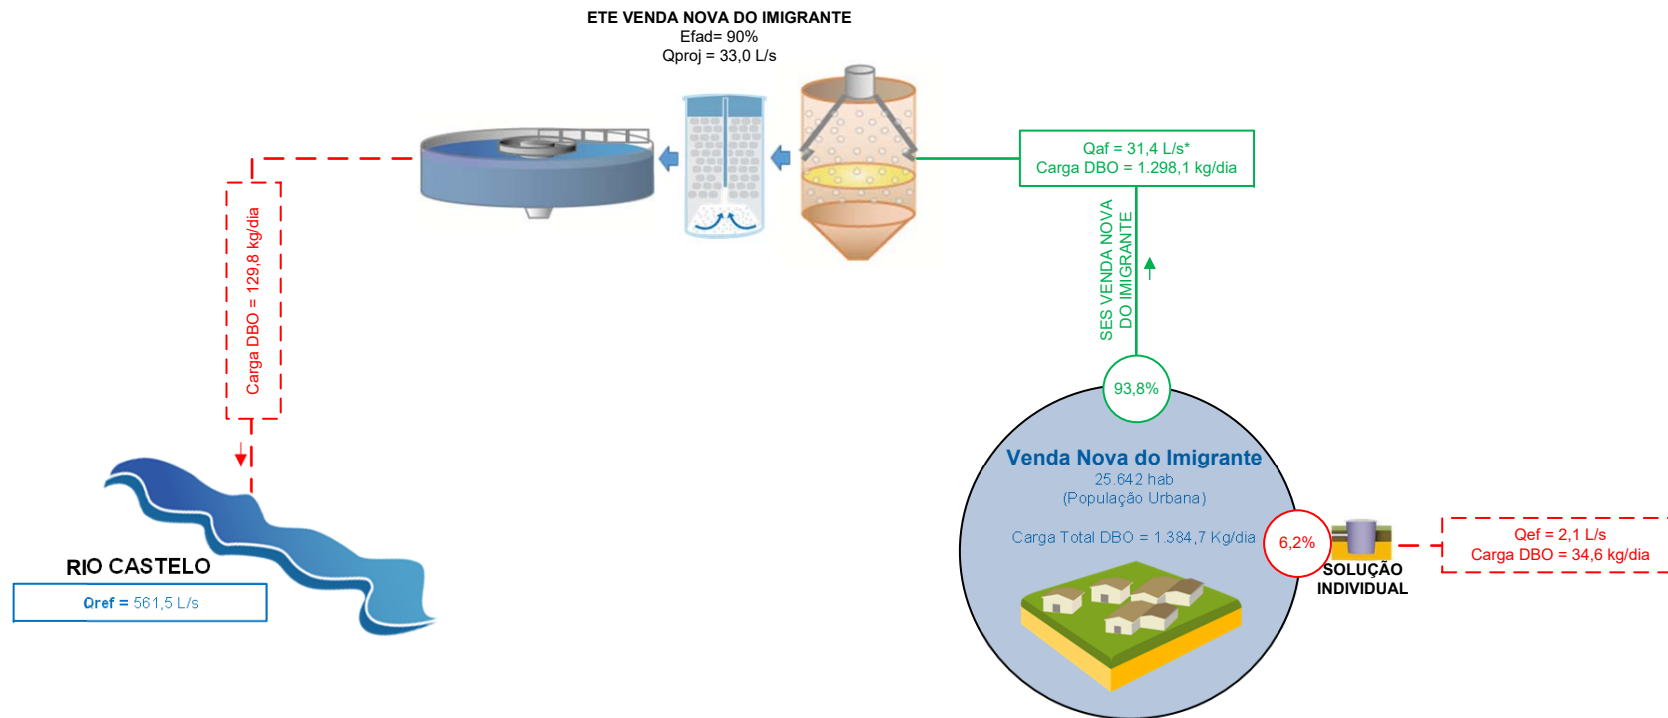 ETE VENDA NOVA DO IMIGRANTE
Efad= 90%
Qproj = 33,0 L/s
Qaf = 31,4 L/s*
Carga DBO = 1.298,1 kg/dia
SES VENDA NOVA
DO IMIGRANTE
Carga DBO = 129,8 kg/dia
93,8%
Venda Nova do Imigrante
25.642 hab
(População Urbana)
Carga Total DBO = 1.384,7 Kg/dia
6,2%
SOLUÇÃO
INDIVIDUAL
Qef = 2,1 L/s
Carga DBO = 34,6 kg/dia
RIO CASTELO
Qref = 561,5 L/s